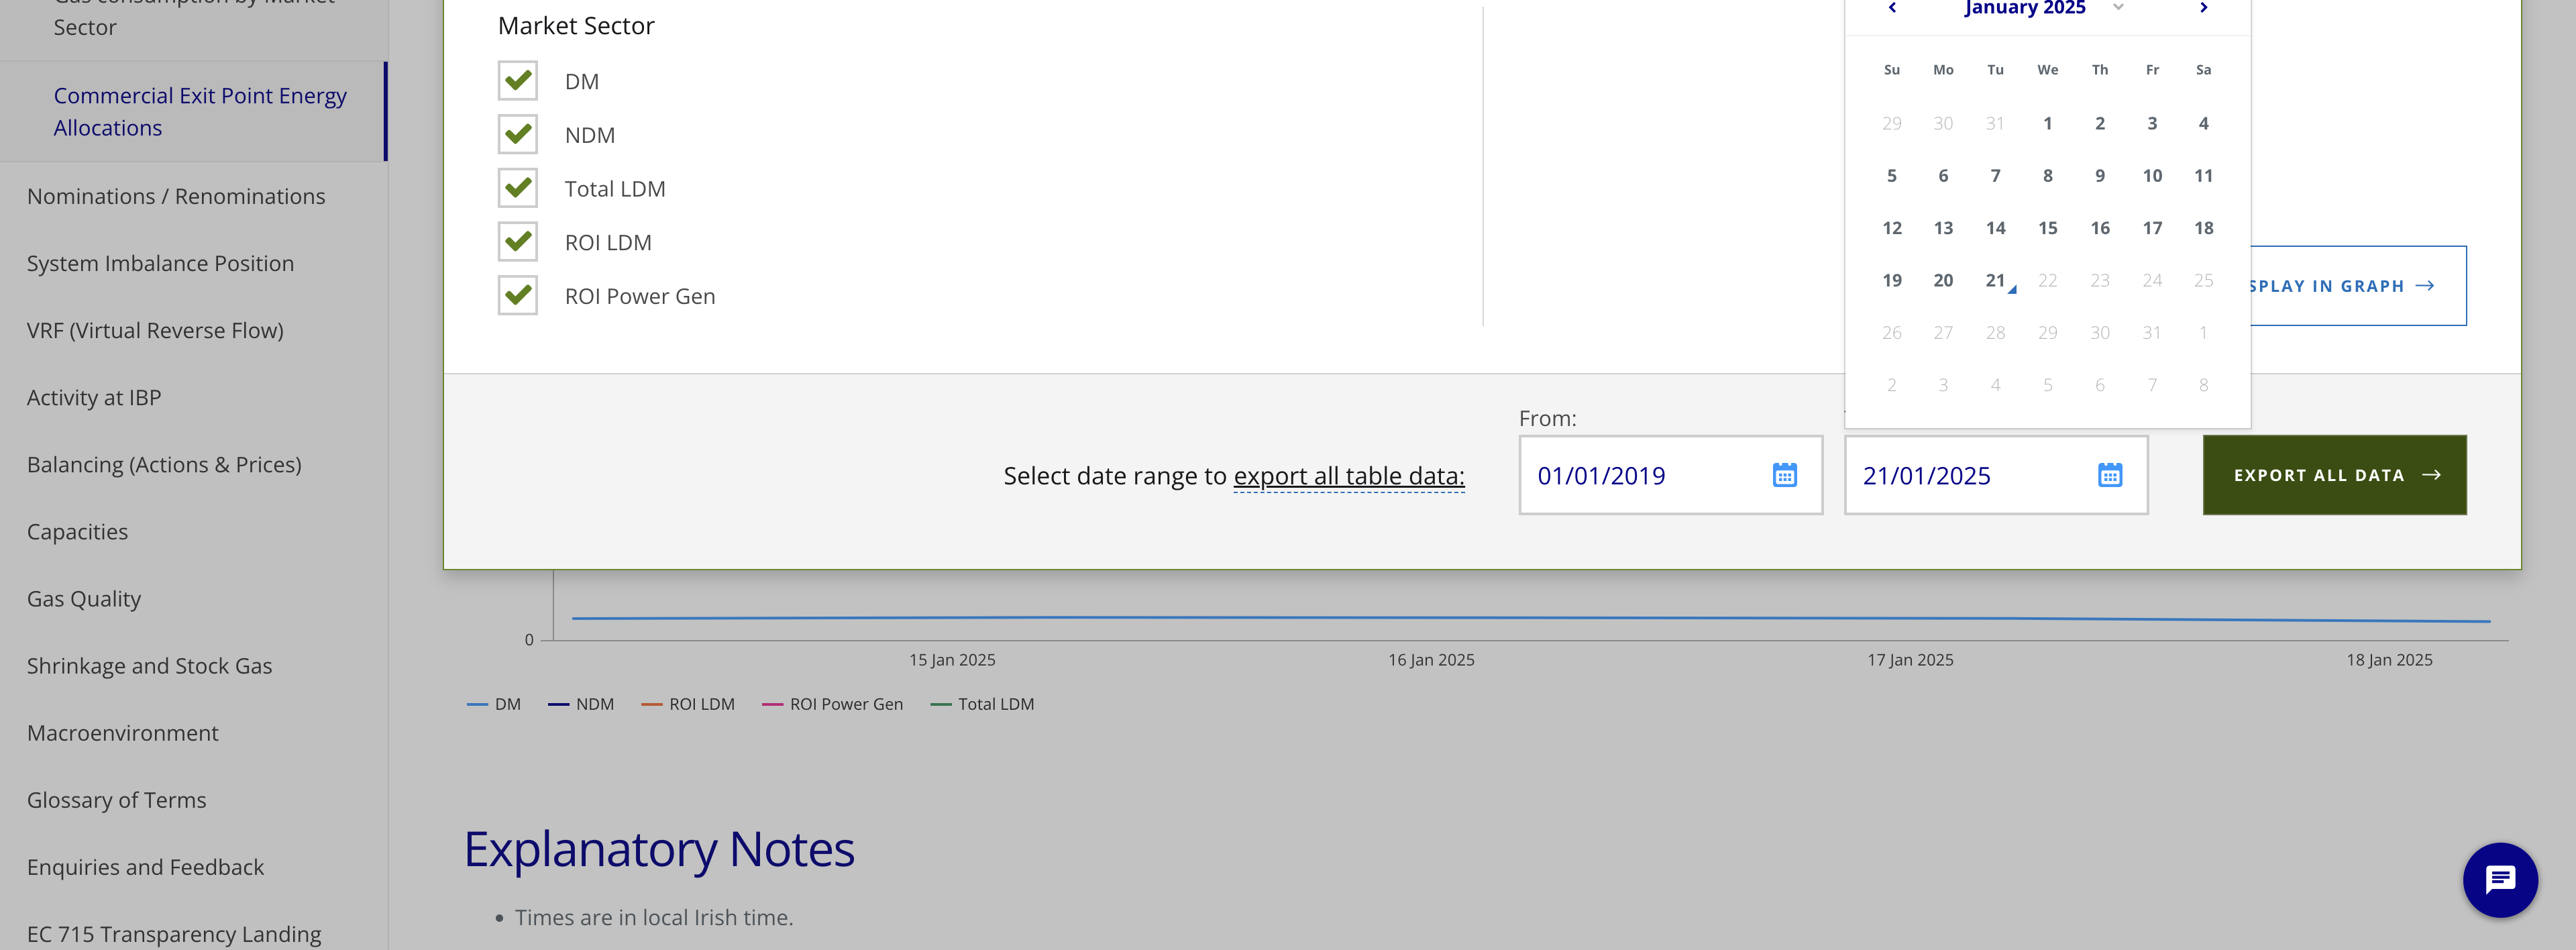 Gas consumption by Market
Sector
Commercial Exit Point Energy
Allocations
Nominations / Renominations
System Imbalance Position
VRF (Virtual Reverse Flow)
Activity at IBP
Balancing (Actions & Prices)
Capacities
Gas Quality
Shrinkage and Stock Gas
Macroenvironment
Glossary of Terms
Enquiries and Feedback
EC 715 Transparency Landing
Market Sector
DM
NDM
Total LDM
ROI LDM
ROI Power Gen
January 2025
Su Mo Tu We Th Fr Sa
29 30 31 1 2 3 4
5 6 7 8 9 10 11
12 13 14 15 16 17 18
19 20 21 22 23 24 25
26 27 28 29 30 31 1
2 3 4 5 6 7 8
SPLAY IN GRAPH
From:
Select date range to export all table data:
01/01/2019
21/01/2025
EXPORT ALL DATA
0
15 Jan 2025 16 Jan 2025 17 Jan 2025 18 Jan 2025
DM NDM ROI LDM ROI Power Gen Total LDM
Explanatory Notes
• Times are in local Irish time.